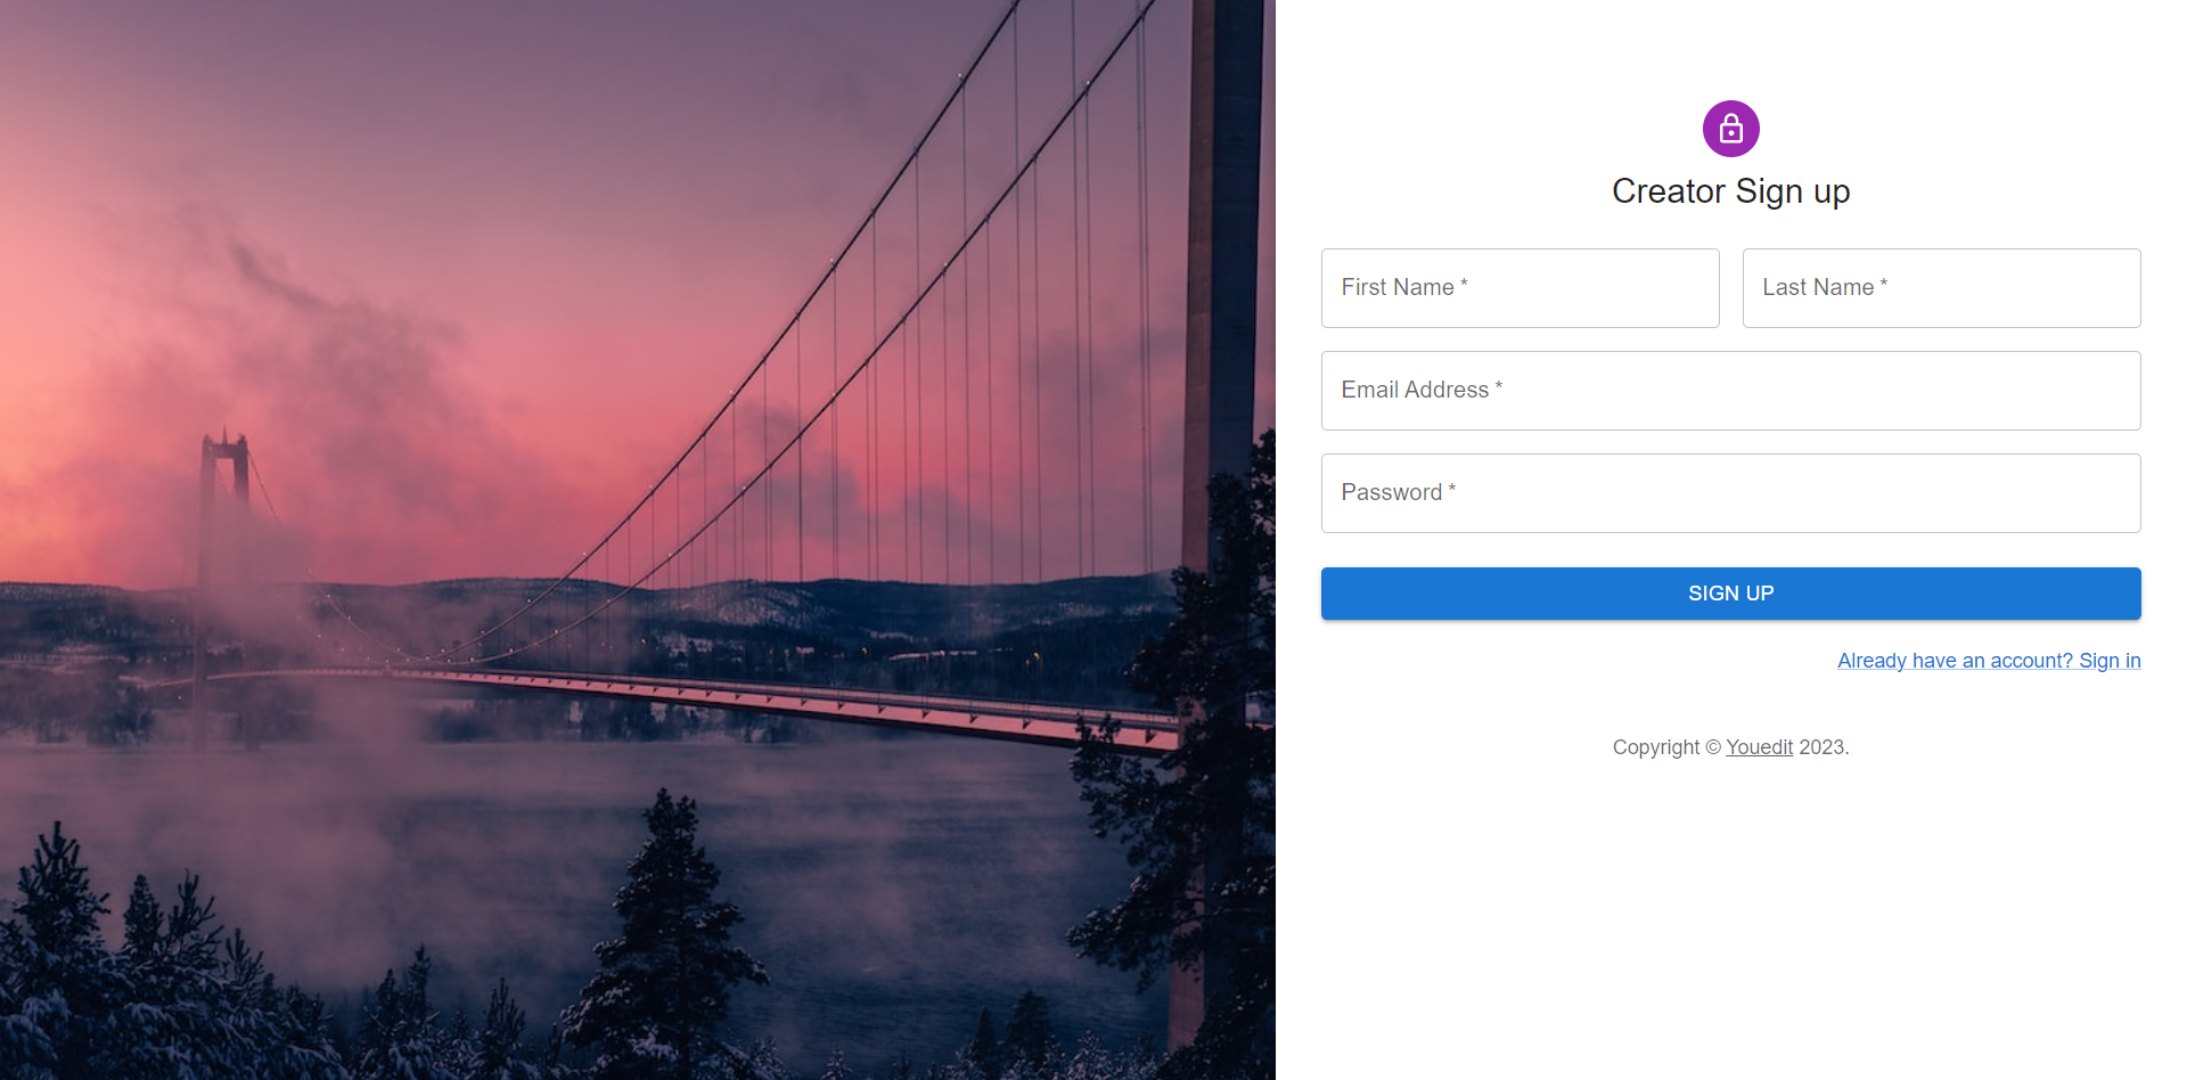 Creator Sign up
First Name *
Last Name *
Email Address *
Password *
SIGN UP
Already have an account? Sign in
Copyright © Youedit 2023.